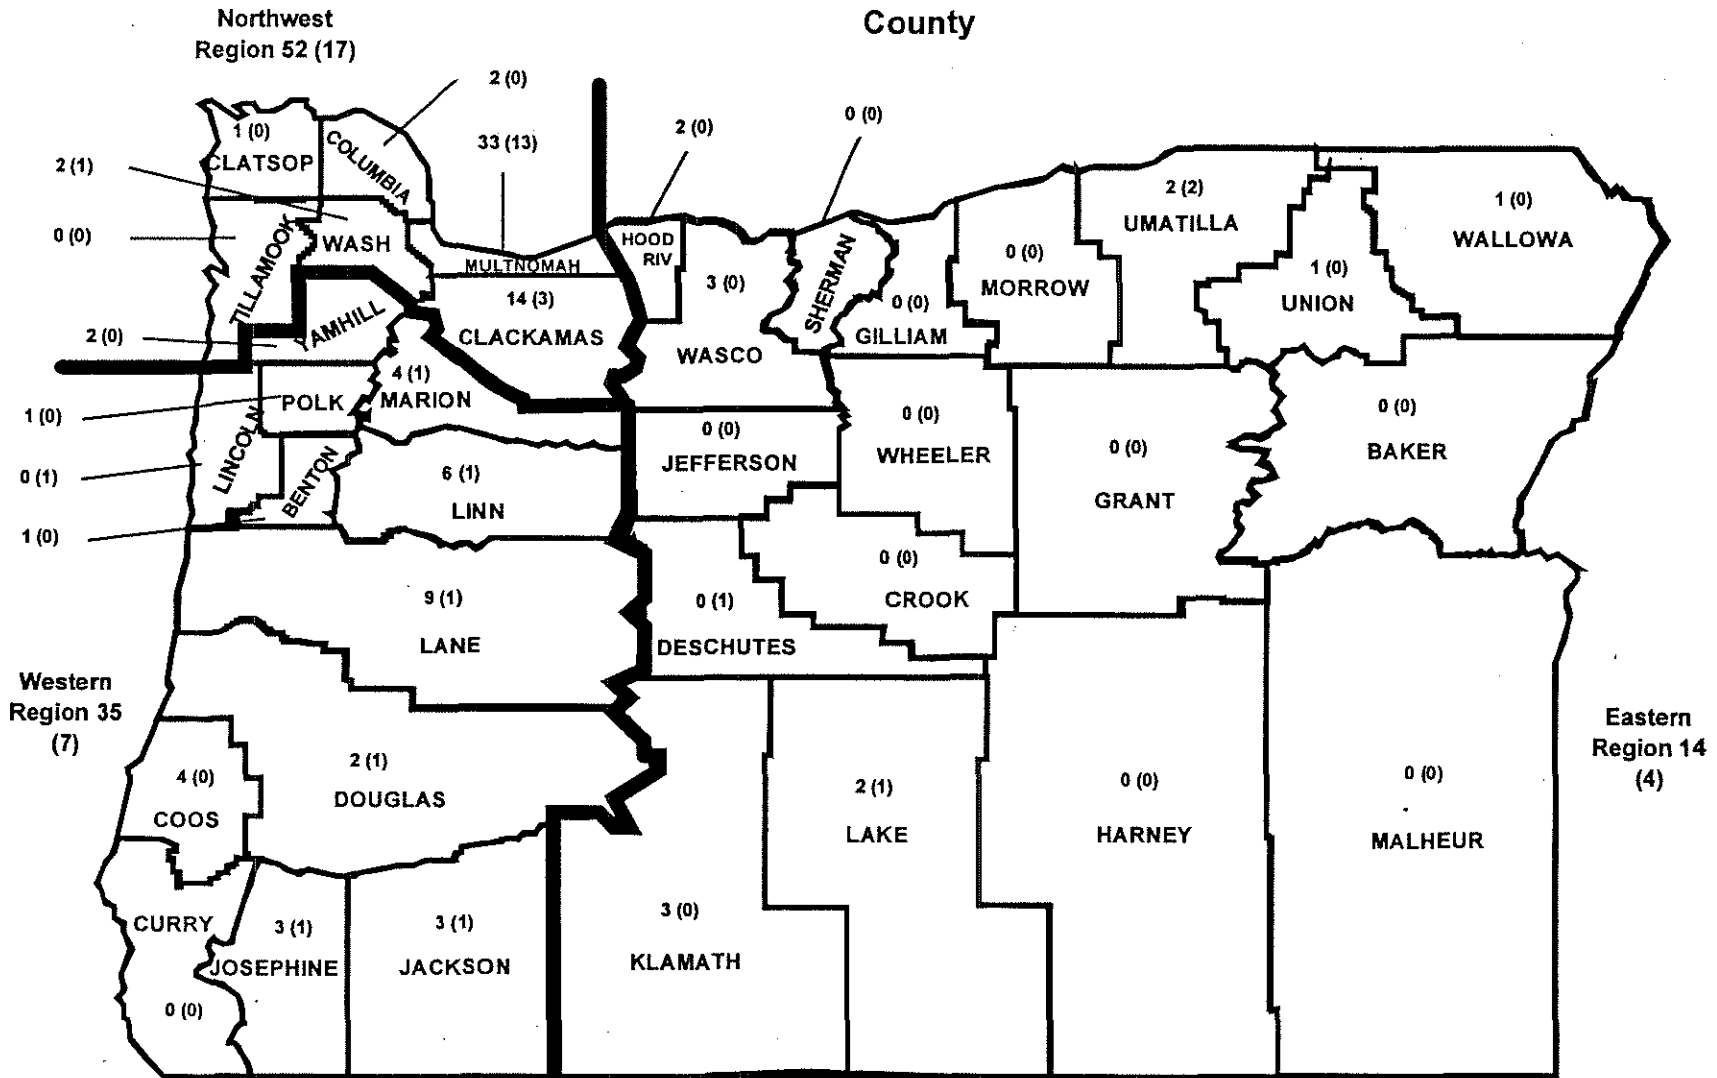 County
Northwest
Region 52 (17)
2 (0)
33 (13)
2 (0)
0 (0)
1 (0)
CLATSOP
COLUMBIA
2 (1)
0 (0)
TILLAMOOK
WASH
MULTNOMAH
HOOD
RIV
14 (3)
CLACKAMAS
3 (0)
WASCO
SHERMAN
0 (0)
GILLIAM
0 (0)
MORROW
2 (2)
UMATILLA
1 (0)
UNION
1 (0)
WALLOWA
2 (0)
YAMHILL
4 (1)
MARION
POLK
1 (0)
LINCOLN
0 (1)
BENTON
1 (0)
6 (1)
LINN
0 (0)
JEFFERSON
0 (0)
WHEELER
0 (0)
GRANT
0 (0)
BAKER
9 (1)
LANE
0 (1)
DESCHUTES
0 (0)
CROOK
Western
Region 35
(7)
Eastern
Region 14
(4)
4 (0)
COOS
2 (1)
DOUGLAS
2 (1)
LAKE
0 (0)
HARNEY
0 (0)
MALHEUR
CURRY
0 (0)
3 (1)
JOSEPHINE
3 (1)
JACKSON
3 (0)
KLAMATH